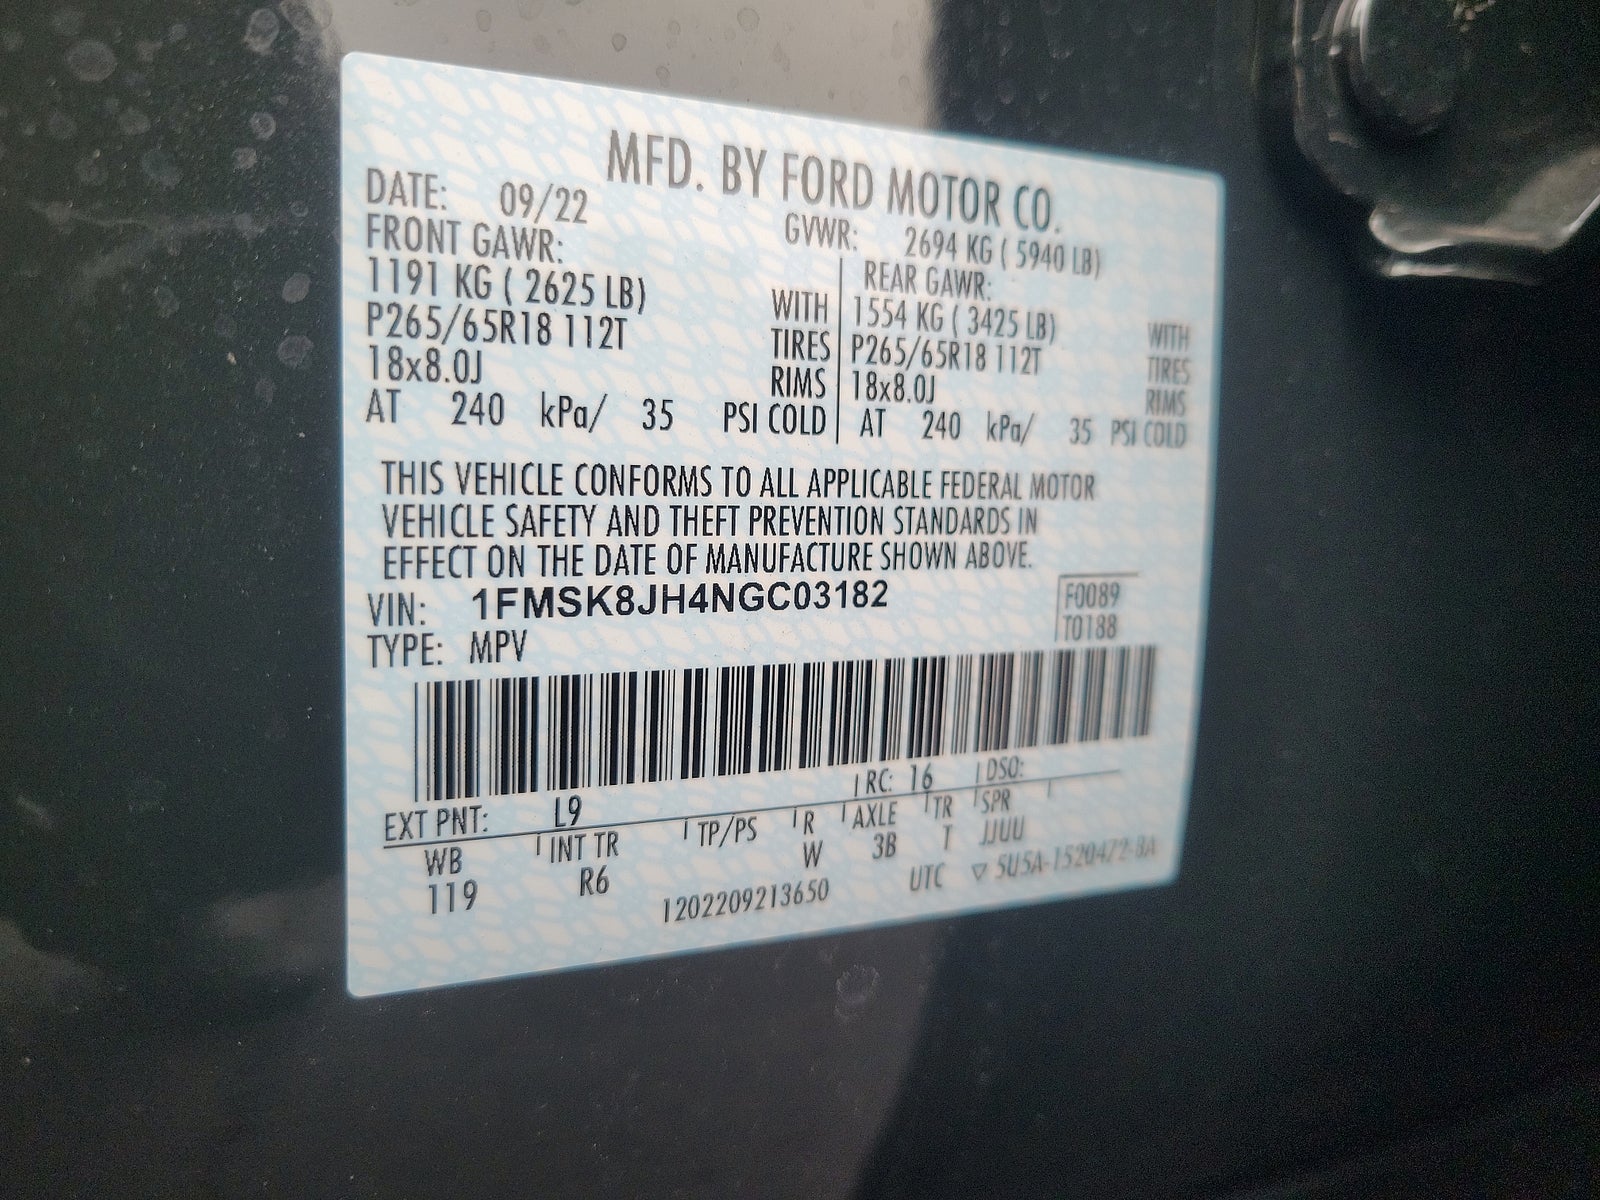 MFD. BY FORD MOTOR CO.
DATE: 09/22 GVWR: 2694 KG ( 5940 LB)
FRONT GAWR: REAR GAWR:
1191 KG ( 2625 LB) WITH 1554 KG ( 3425 LB) WITH
P265/65R18 112T TIRES P265/65R18 112T TIRES
18x8.0J RIMS 18x8.0J RIMS
AT 240 kPa/ 35 PSI COLD AT 240 kPa/ 35 PSI COLD
THIS VEHICLE CONFORMS TO ALL APPLICABLE FEDERAL MOTOR
VEHICLE SAFETY AND THEFT PREVENTION STANDARDS IN
EFFECT ON THE DATE OF MANUFACTURE SHOWN ABOVE.
VIN: 1FMSK8JH4NGC03182 F0089
TYPE: MPV T0188
EXT PNT: L9 RC: 16 DSO:
WB INT TR TP/PS R AXLE TR SPR
119 R6 W 3B T JJUU
1202209213650 UTC ▽ 5U5A-1520472-BA